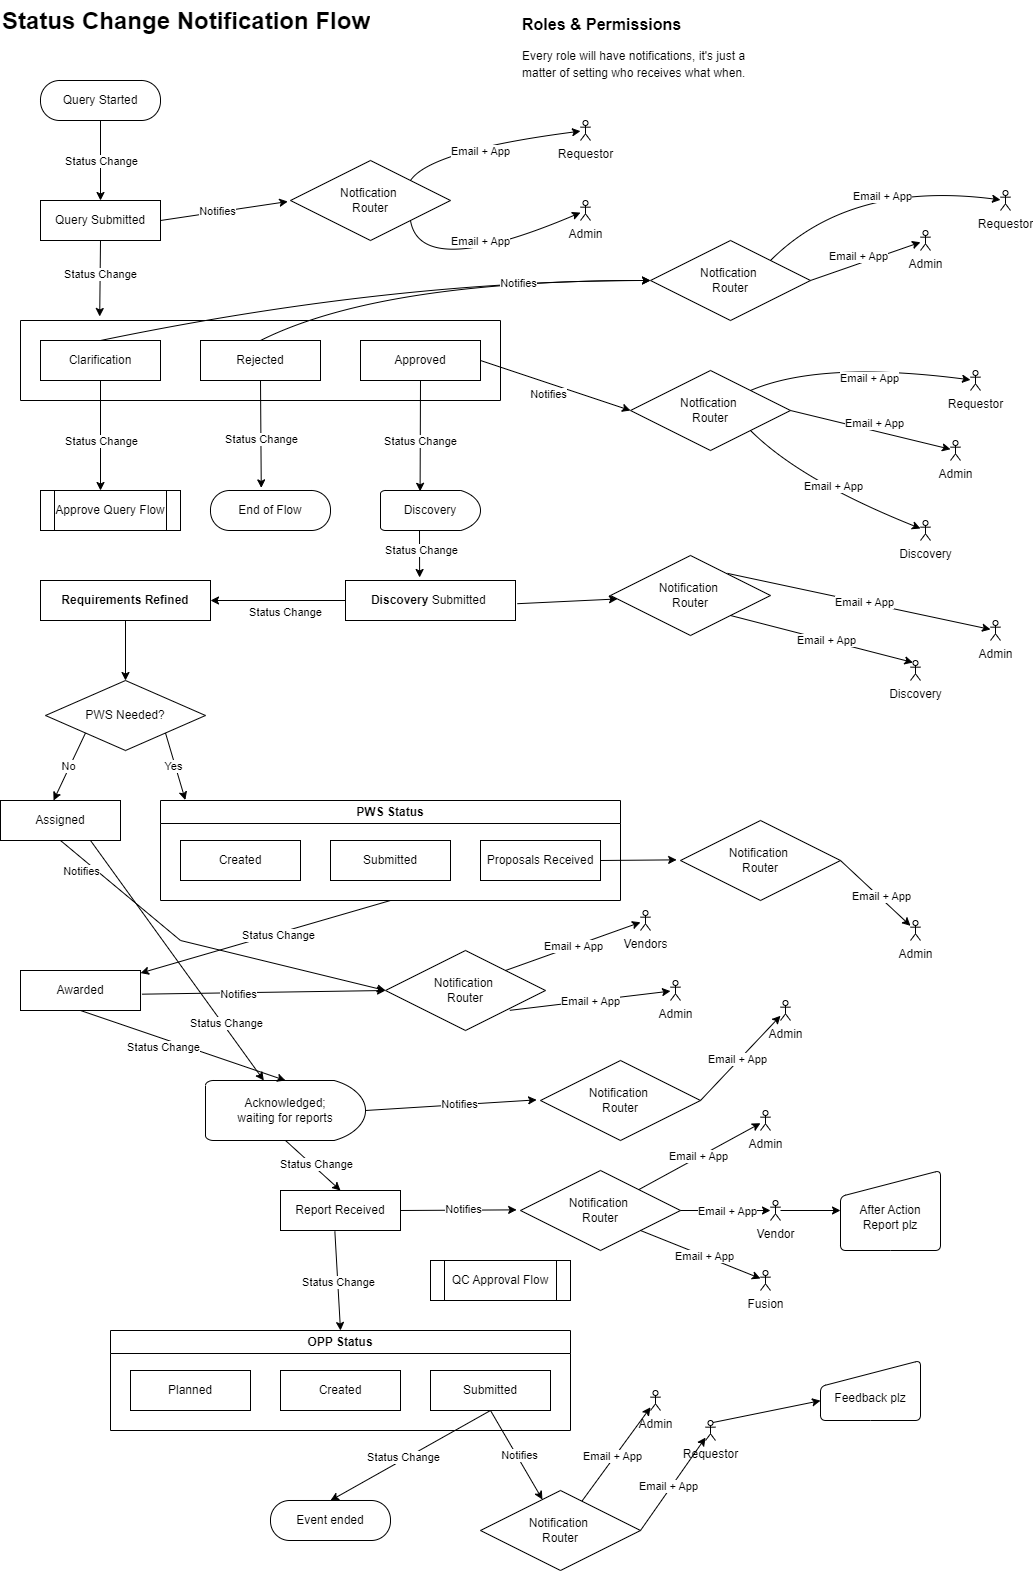 Status Change Notification Flow
Roles & Permissions
Every role will have notifications, it's just a
matter of setting who receives what when.
Query Started
Status Change
Query Submitted
Notifies
Notfication
Router
Email + App
Requestor
Email + App
Admin
Status Change
Notifies
Notfication
Router
Email + App
Requestor
Email + App
Admin
Clarification
Rejected
Approved
Notifies
Notfication
Router
Email + App
Requestor
Email + App
Admin
Email + App
Discovery
Status Change
Status Change
Status Change
Approve Query Flow
End of Flow
Discovery
Status Change
Requirements Refined
Status Change
Discovery Submitted
Notification
Router
Email + App
Admin
Email + App
Discovery
PWS Needed?
No
Yes
Assigned
Notifies
PWS Status
Created
Submitted
Proposals Received
Notification
Router
Email + App
Admin
Status Change
Awarded
Notifies
Notification
Router
Email + App
Vendors
Email + App
Admin
Status Change
Status Change
Acknowledged;
waiting for reports
Notifies
Notification
Router
Email + App
Admin
Status Change
Report Received
Notifies
Notification
Router
Email + App
Admin
Email + App
Vendor
After Action
Report plz
Email + App
Fusion
Status Change
QC Approval Flow
OPP Status
Planned
Created
Submitted
Status Change
Notifies
Event ended
Notification
Router
Email + App
Admin
Email + App
Requestor
Feedback plz